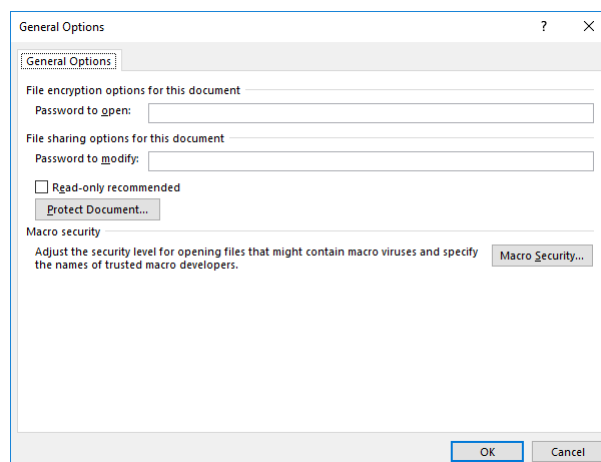 General Options
?
General Options
File encryption options for this document
Password to open:
File sharing options for this document
Password to modify:
Read-only recommended
Protect Document...
Macro security
Adjust the security level for opening files that might contain macro viruses and specify
the names of trusted macro developers.
Macro Security...
OK Cancel